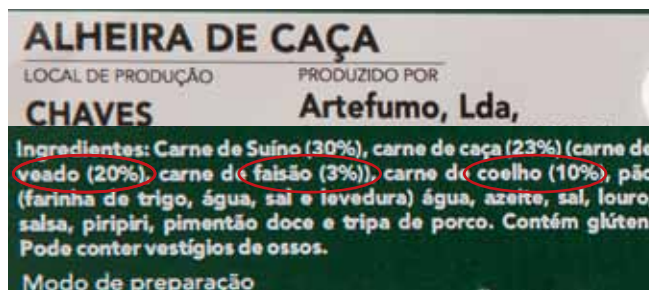 ALHEIRA DE CAÇA
LOCAL DE PRODUÇÃO PRODUZIDO POR
CHAVES Artefumo, Lda,
Ingredientes: Carne de Suíno (30%), carne de caça (23%) (carne de
veado (20%), carne de faisão (3%)), carne de coelho (10%), pão
(farinha de trigo, água, sal e levedura) água, azeite, sal, louro,
salsa, piripiri, pimentão doce e tripa de porco. Contém glúten.
Pode conter vestígios de ossos.
Modo de preparação